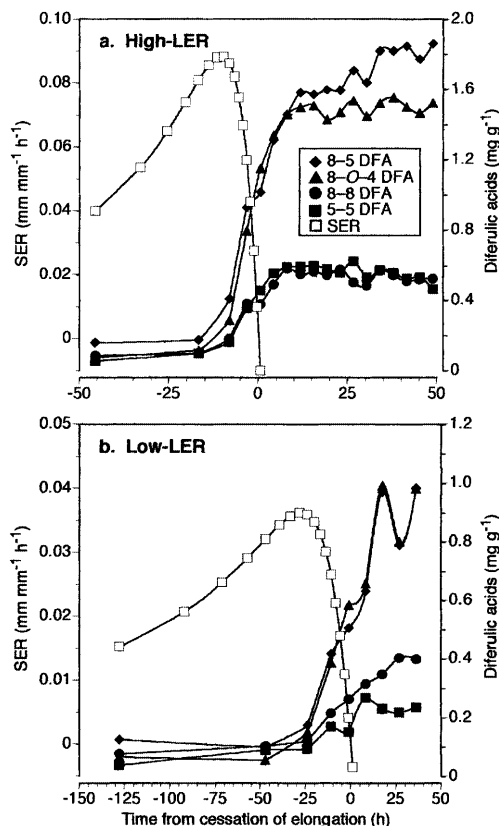 a. High-LER
SER (mm mm⁻¹ h⁻¹)
0.10
0.08
0.06
0.04
0.02
0
2.0
1.6
1.2
0.8
0.4
0
Diferulic acids (mg g⁻¹)
8–5 DFA
8–O–4 DFA
8–8 DFA
5–5 DFA
SER
-50 -25 0 25 50
b. Low-LER
SER (mm mm⁻¹ h⁻¹)
0.05
0.04
0.03
0.02
0.01
0
1.2
1.0
0.8
0.6
0.4
0.2
0
Diferulic acids (mg g⁻¹)
-150 -125 -100 -75 -50 -25 0 25 50
Time from cessation of elongation (h)